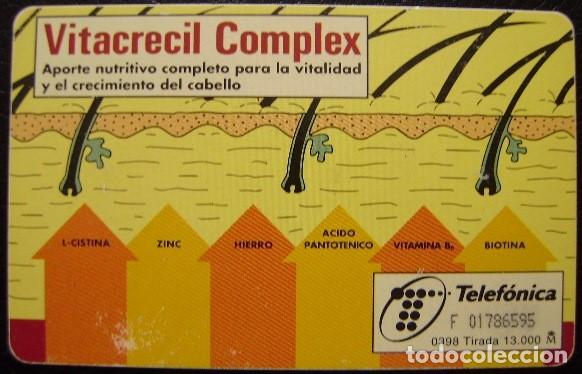 Vitacrecil Complex
Aporte nutritivo completo para la vitalidad
y el crecimiento del cabello
L-CISTINA
ZINC
HIERRO
ACIDO
PANTOTENICO
VITAMINA B₆
BIOTINA
Telefónica
F 01786595
0398 Tirada 13.000 M
todocoleccion